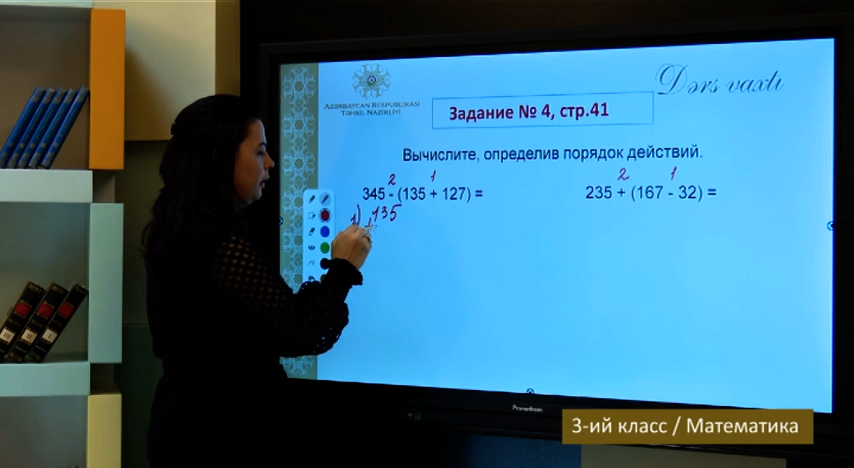 Dərs vaxtı
AZƏRBAYCAN RESPUBLİKASI
TƏHSİL NAZİRLİYİ
Задание № 4, стр.41
Вычислите, определив порядок действий.
2 1
345 - (135 + 127) =
2 1
235 + (167 - 32) =
1) 135
+
Promethean
3-ий класс / Математика